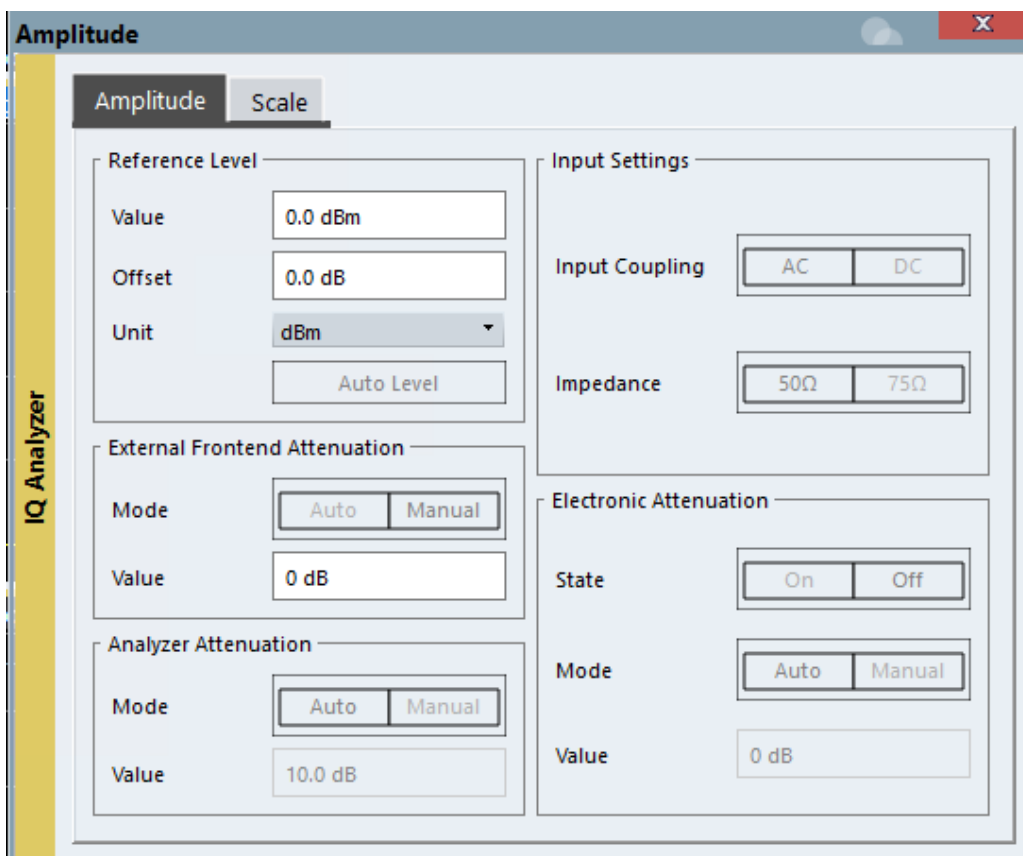 Amplitude
X
IQ Analyzer
Amplitude Scale
Reference Level
Value 0.0 dBm
Offset 0.0 dB
Unit dBm
Auto Level
External Frontend Attenuation
Mode Auto Manual
Value 0 dB
Analyzer Attenuation
Mode Auto Manual
Value 10.0 dB
Input Settings
Input Coupling AC DC
Impedance 50Ω 75Ω
Electronic Attenuation
State On Off
Mode Auto Manual
Value 0 dB